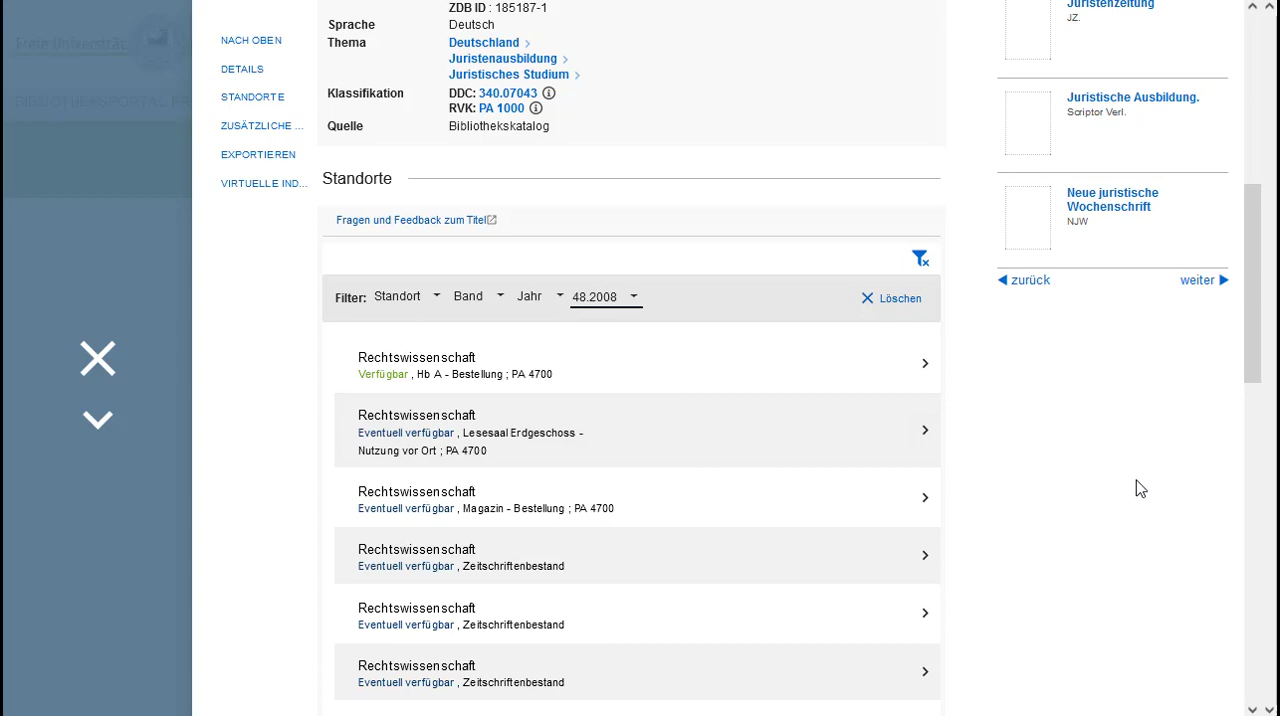 Freie Universität
BIBLIOTHEKSPORTAL
NACH OBEN
DETAILS
STANDORTE
ZUSÄTZLICHE ...
EXPORTIEREN
VIRTUELLE IND...
ZDB ID : 185187-1
Sprache Deutsch
Thema Deutschland
Juristenausbildung
Juristisches Studium
Klassifikation DDC: 340.07043
RVK: PA 1000
Quelle Bibliothekskatalog
Standorte
Fragen und Feedback zum Titel
Filter: Standort Band Jahr 48.2008 Löschen
Rechtswissenschaft
Verfügbar , Hb A - Bestellung ; PA 4700
Rechtswissenschaft
Eventuell verfügbar , Lesesaal Erdgeschoss -
Nutzung vor Ort ; PA 4700
Rechtswissenschaft
Eventuell verfügbar , Magazin - Bestellung ; PA 4700
Rechtswissenschaft
Eventuell verfügbar , Zeitschriftenbestand
Rechtswissenschaft
Eventuell verfügbar , Zeitschriftenbestand
Rechtswissenschaft
Eventuell verfügbar , Zeitschriftenbestand
Juristenzeitung
JZ.
Juristische Ausbildung.
Scriptor Verl.
Neue juristische
Wochenschrift
NJW
zurück weiter